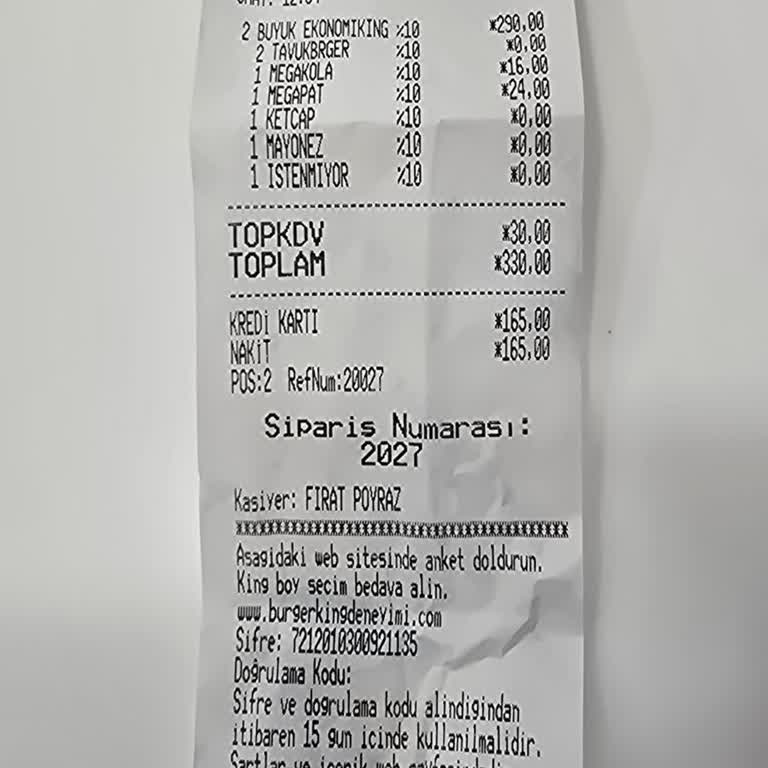 2 BUYUK EKONOMIKING %10 *290,00
2 TAVUKBRGER %10 *0,00
1 MEGAKOLA %10 *16,00
1 MEGAPAT %10 *24,00
1 KETCAP %10 *0,00
1 MAYONEZ %10 *0,00
1 ISTENMIYOR %10 *0,00
TOPKDV *30,00
TOPLAM *330,00
KREDİ KARTI *165,00
NAKİT *165,00
POS:2 RefNum:20027
Sipariş Numarası:
2027
Kasiyer: FIRAT POYRAZ
Asagidaki web sitesinde anket doldurun.
King boy secim bedava alin.
www.burgerkingdeneyimi.com
Sifre: 7212010300921135
Doğrulama Kodu:
Sifre ve dogrulama kodu alindigindan
itibaren 15 gun icinde kullanilmalidir.